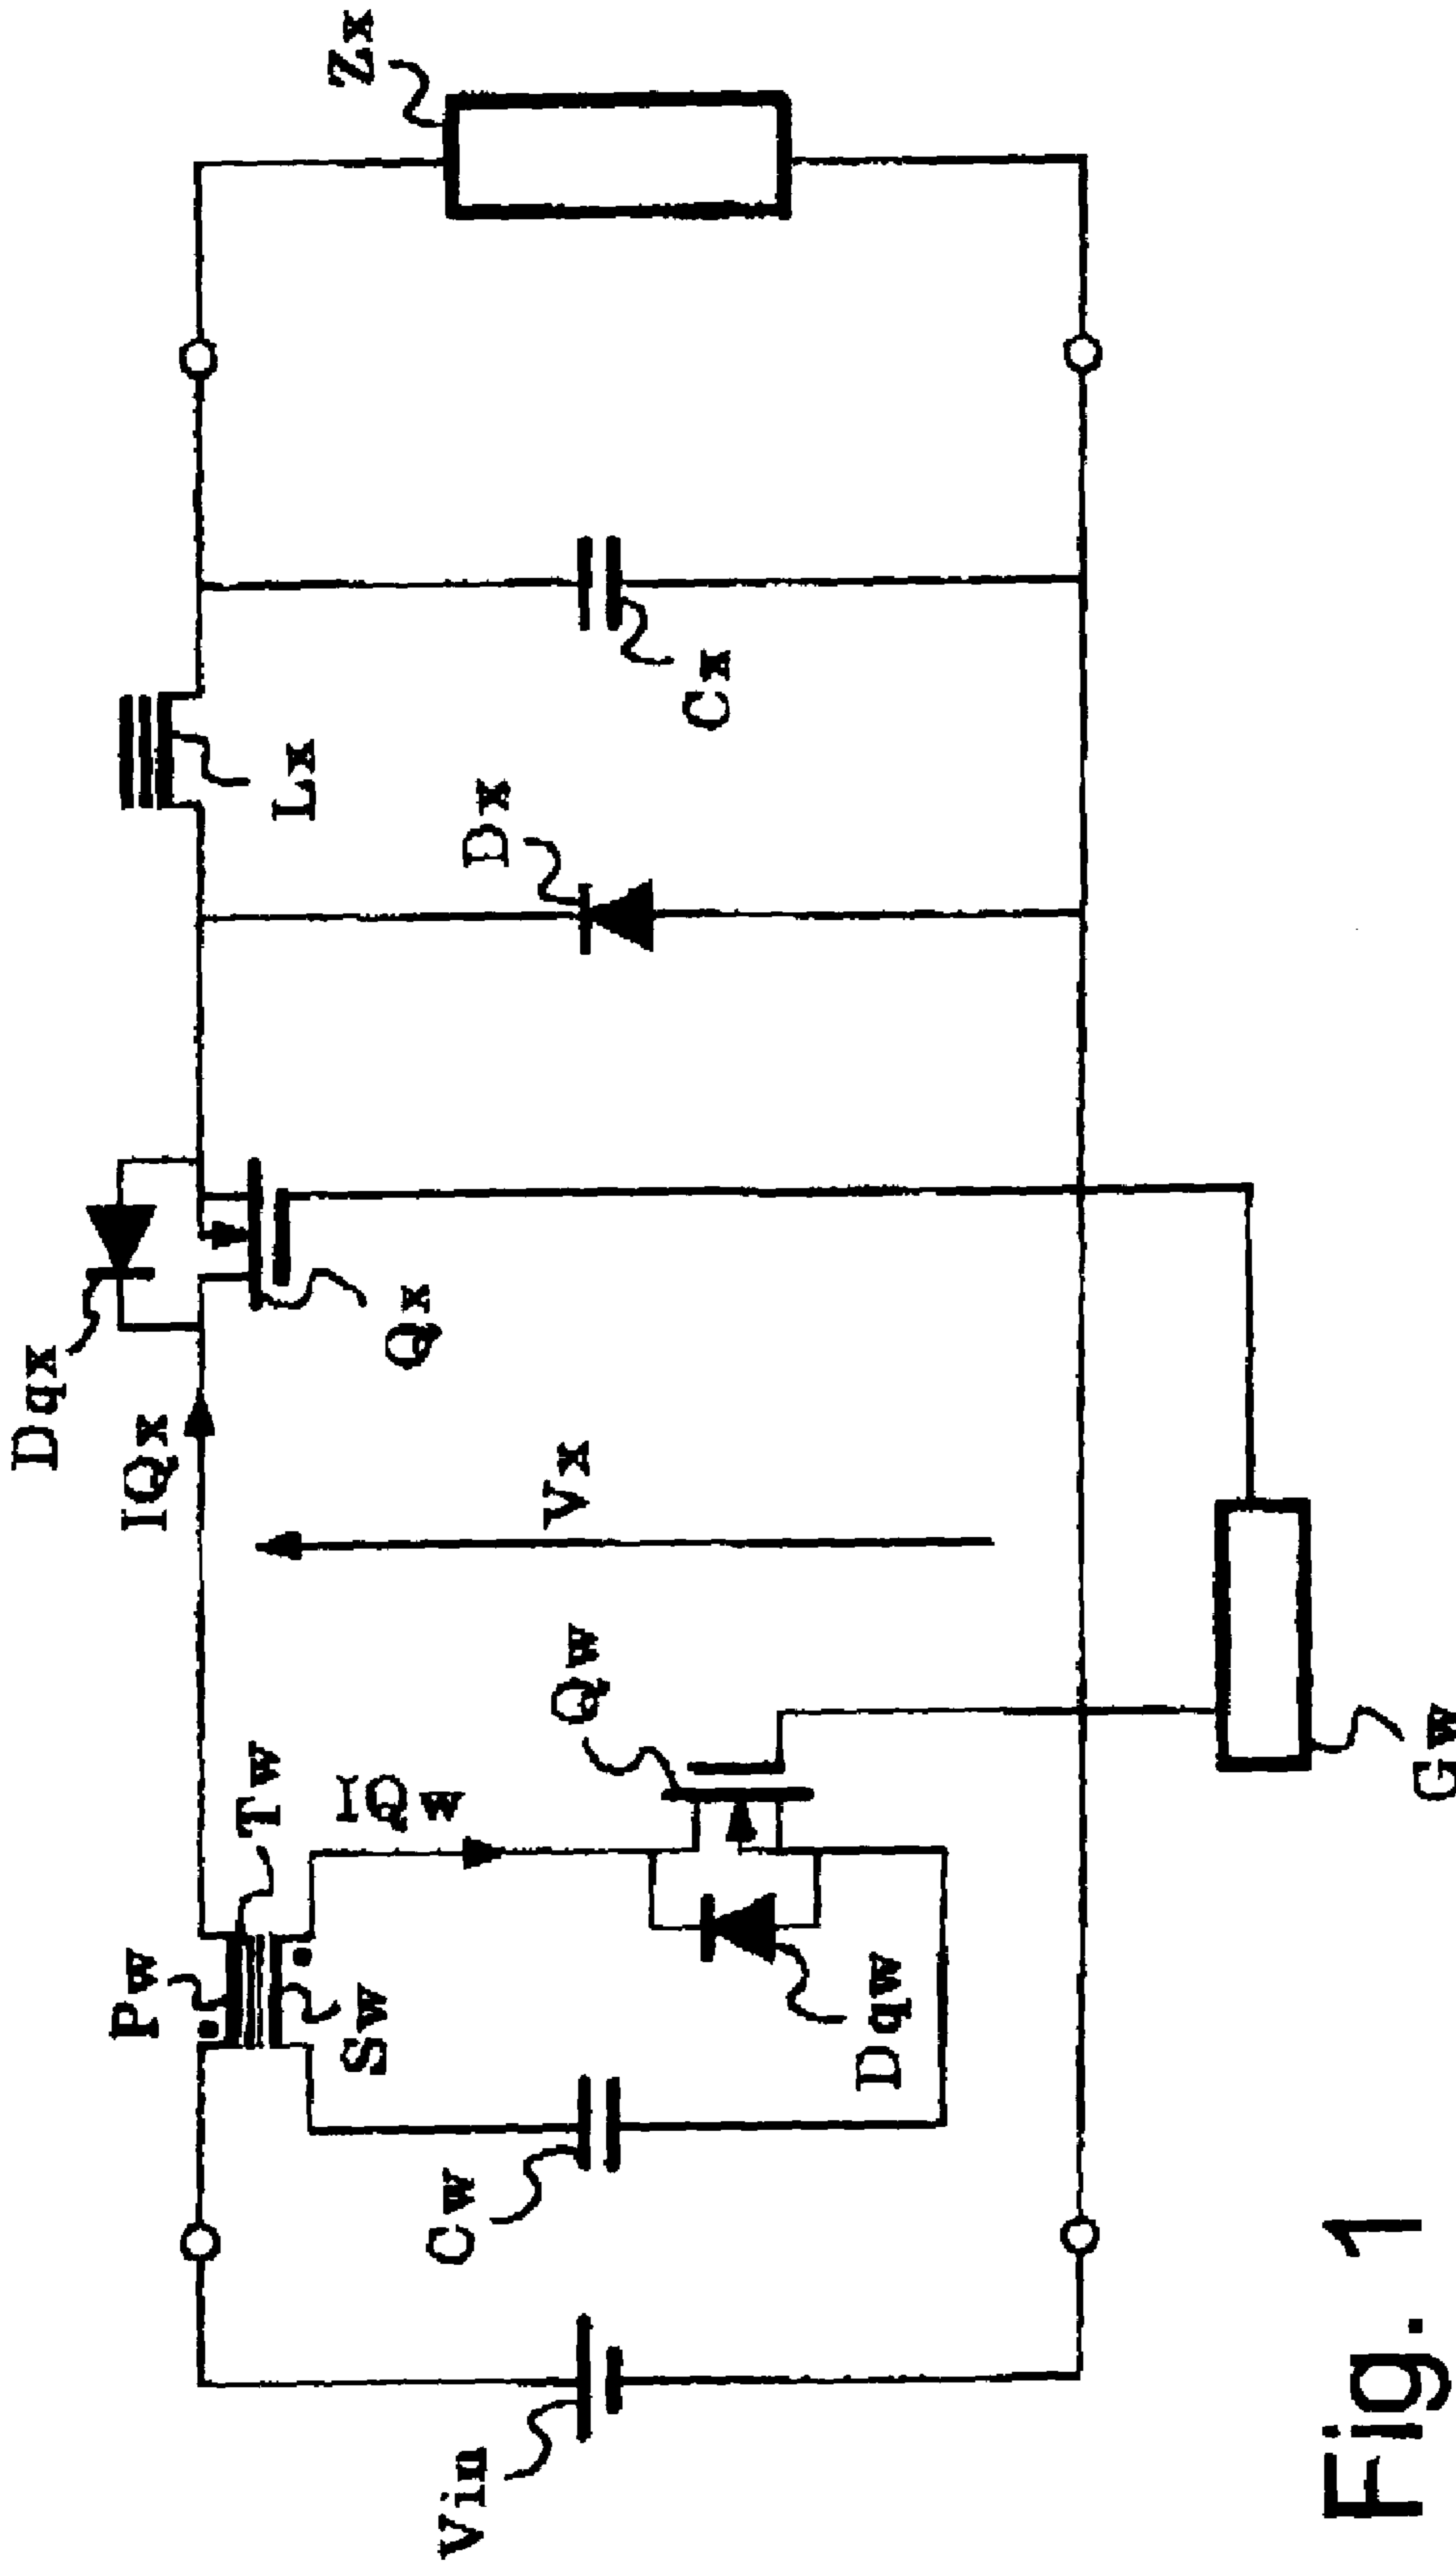 Dqx
IQx
Pw
Tw
Lx
Zx
Sw
IQw
Qx
Cw
Vin
Dx
Vx
Qw
Cx
Dqw
Gw
Fig. 1